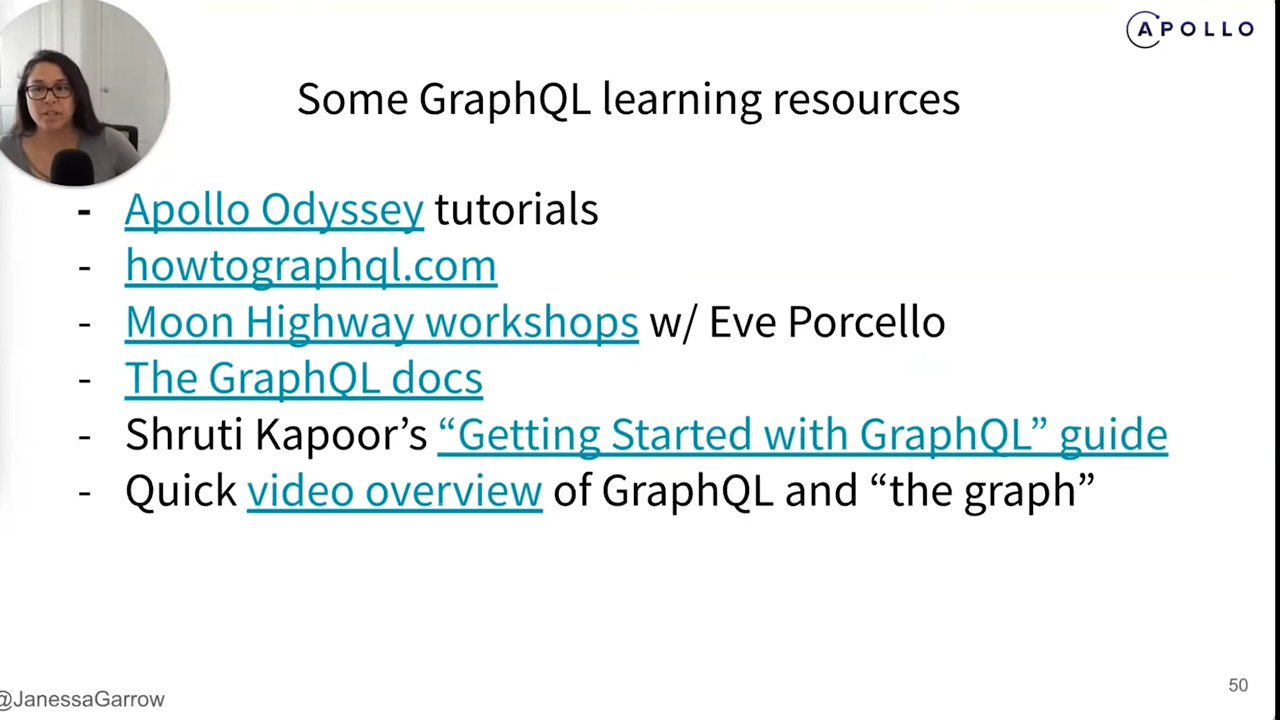 APOLLO
Some GraphQL learning resources
- Apollo Odyssey tutorials
- howtographql.com
- Moon Highway workshops w/ Eve Porcello
- The GraphQL docs
- Shruti Kapoor’s “Getting Started with GraphQL” guide
- Quick video overview of GraphQL and “the graph”
@JanessaGarrow
50